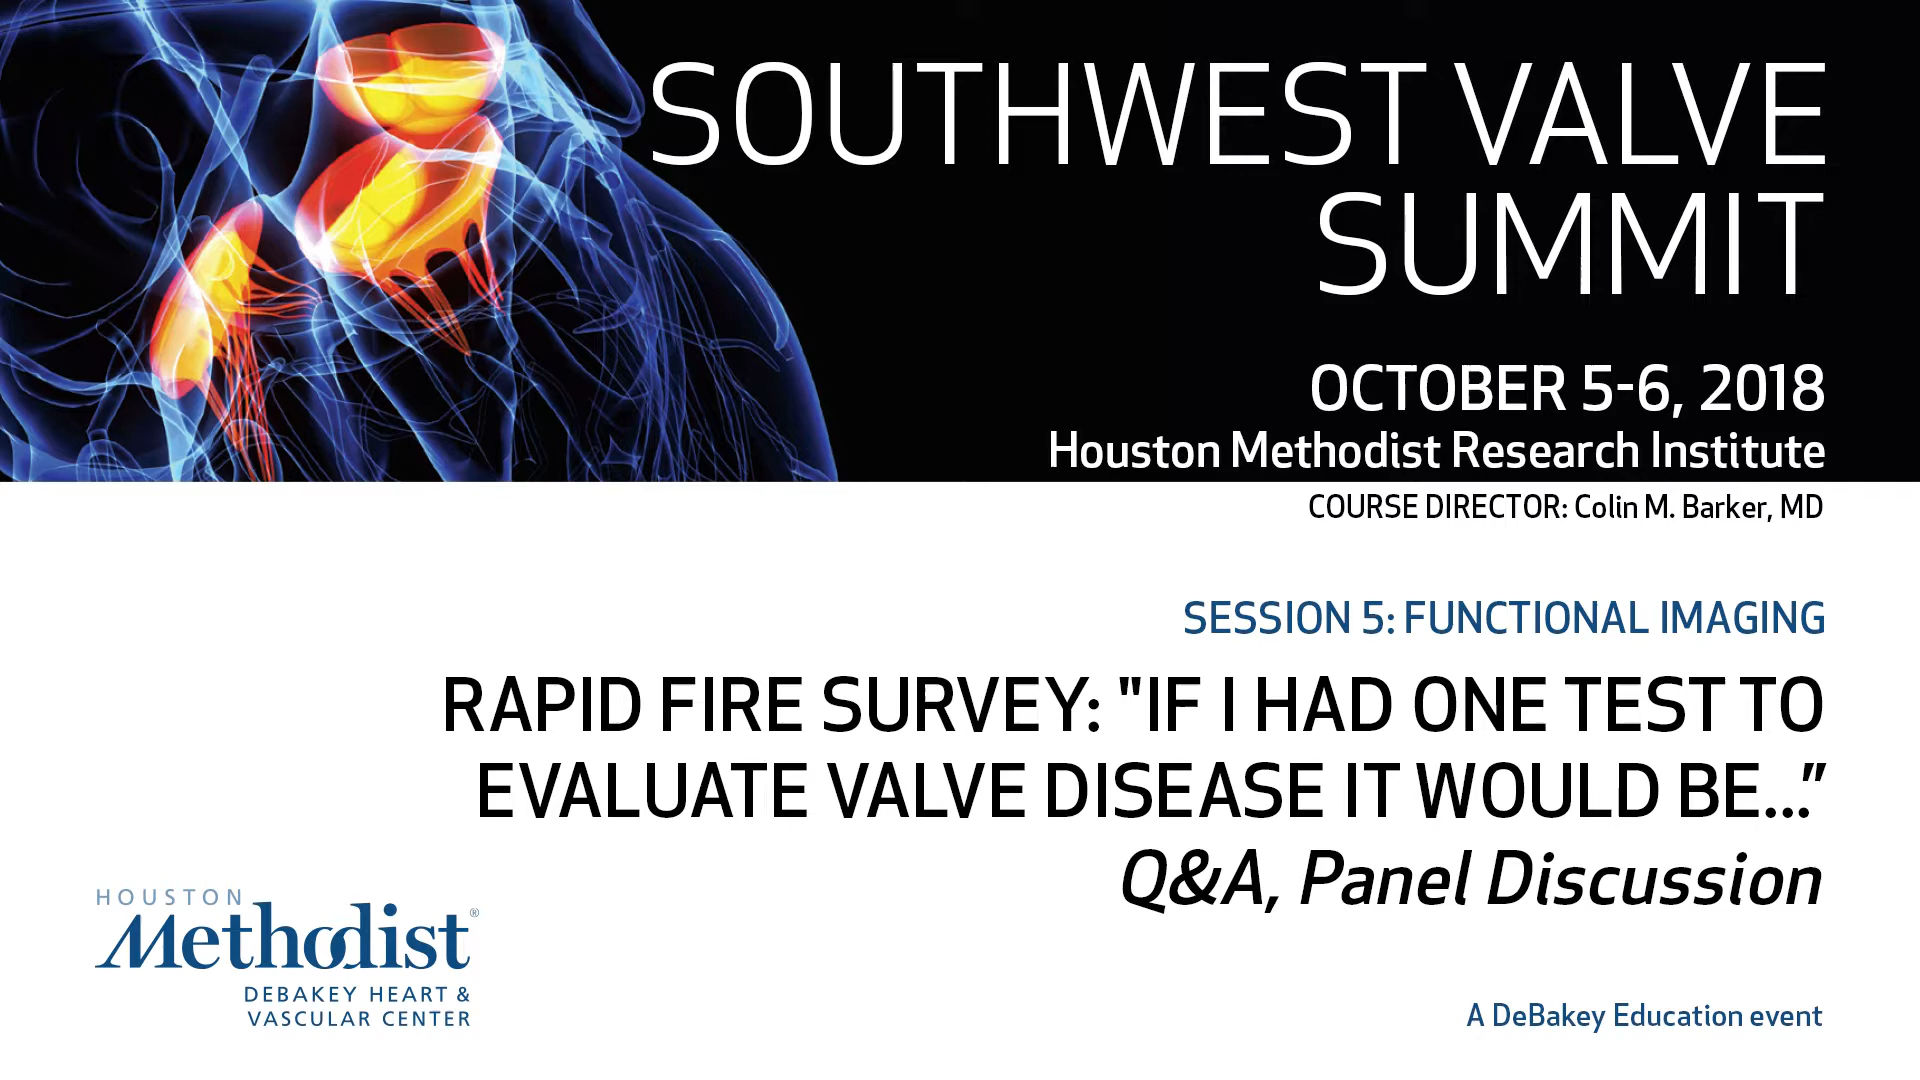 SOUTHWEST VALVE
SUMMIT
OCTOBER 5-6, 2018
Houston Methodist Research Institute
COURSE DIRECTOR: Colin M. Barker, MD
SESSION 5: FUNCTIONAL IMAGING
RAPID FIRE SURVEY: "IF I HAD ONE TEST TO
EVALUATE VALVE DISEASE IT WOULD BE...”
Q&A, Panel Discussion
HOUSTON
Methodist®
DEBAKEY HEART &
VASCULAR CENTER
A DeBakey Education event